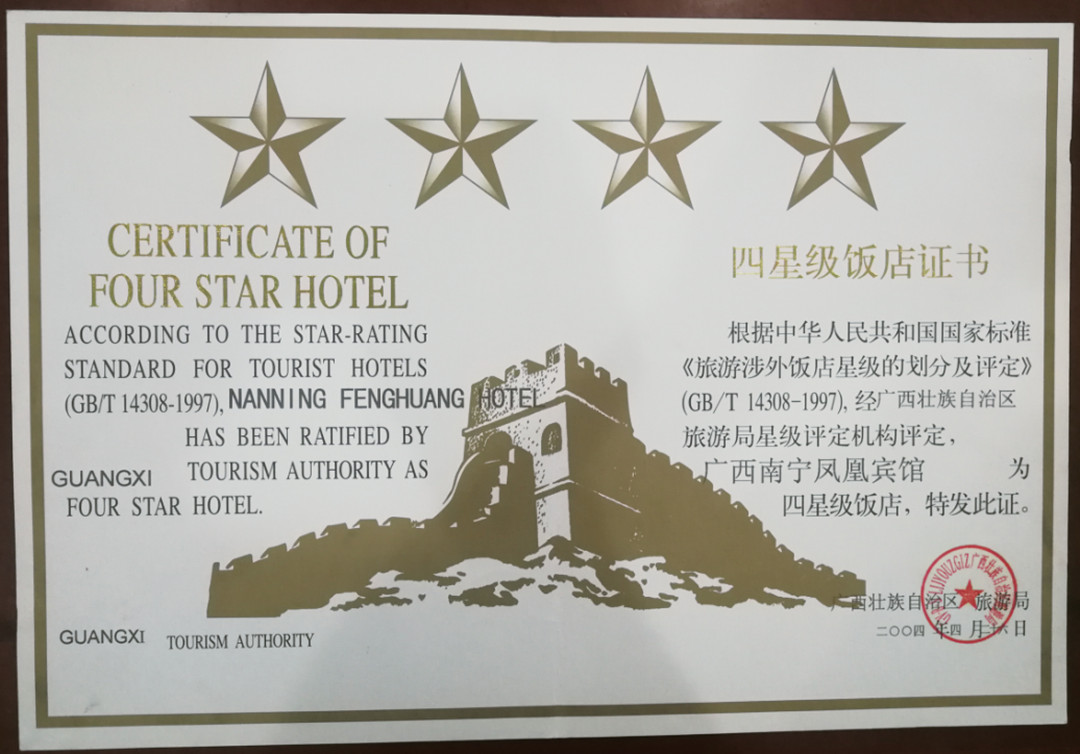 CERTIFICATE OF
FOUR STAR HOTEL
ACCORDING TO THE STAR-RATING
STANDARD FOR TOURIST HOTELS
(GB/T 14308-1997), NANNING FENGHUANG HOTEL
HAS BEEN RATIFIED BY
GUANGXI TOURISM AUTHORITY AS
FOUR STAR HOTEL.
GUANGXI TOURISM AUTHORITY
四星级饭店证书
根据中华人民共和国国家标准
《旅游涉外饭店星级的划分及评定》
(GB/T 14308-1997), 经广西壮族自治区
旅游局星级评定机构评定，
广西南宁凤凰宾馆 为
四星级饭店，特发此证。
广西壮族自治区 旅游局
二〇〇四 年四 月 日